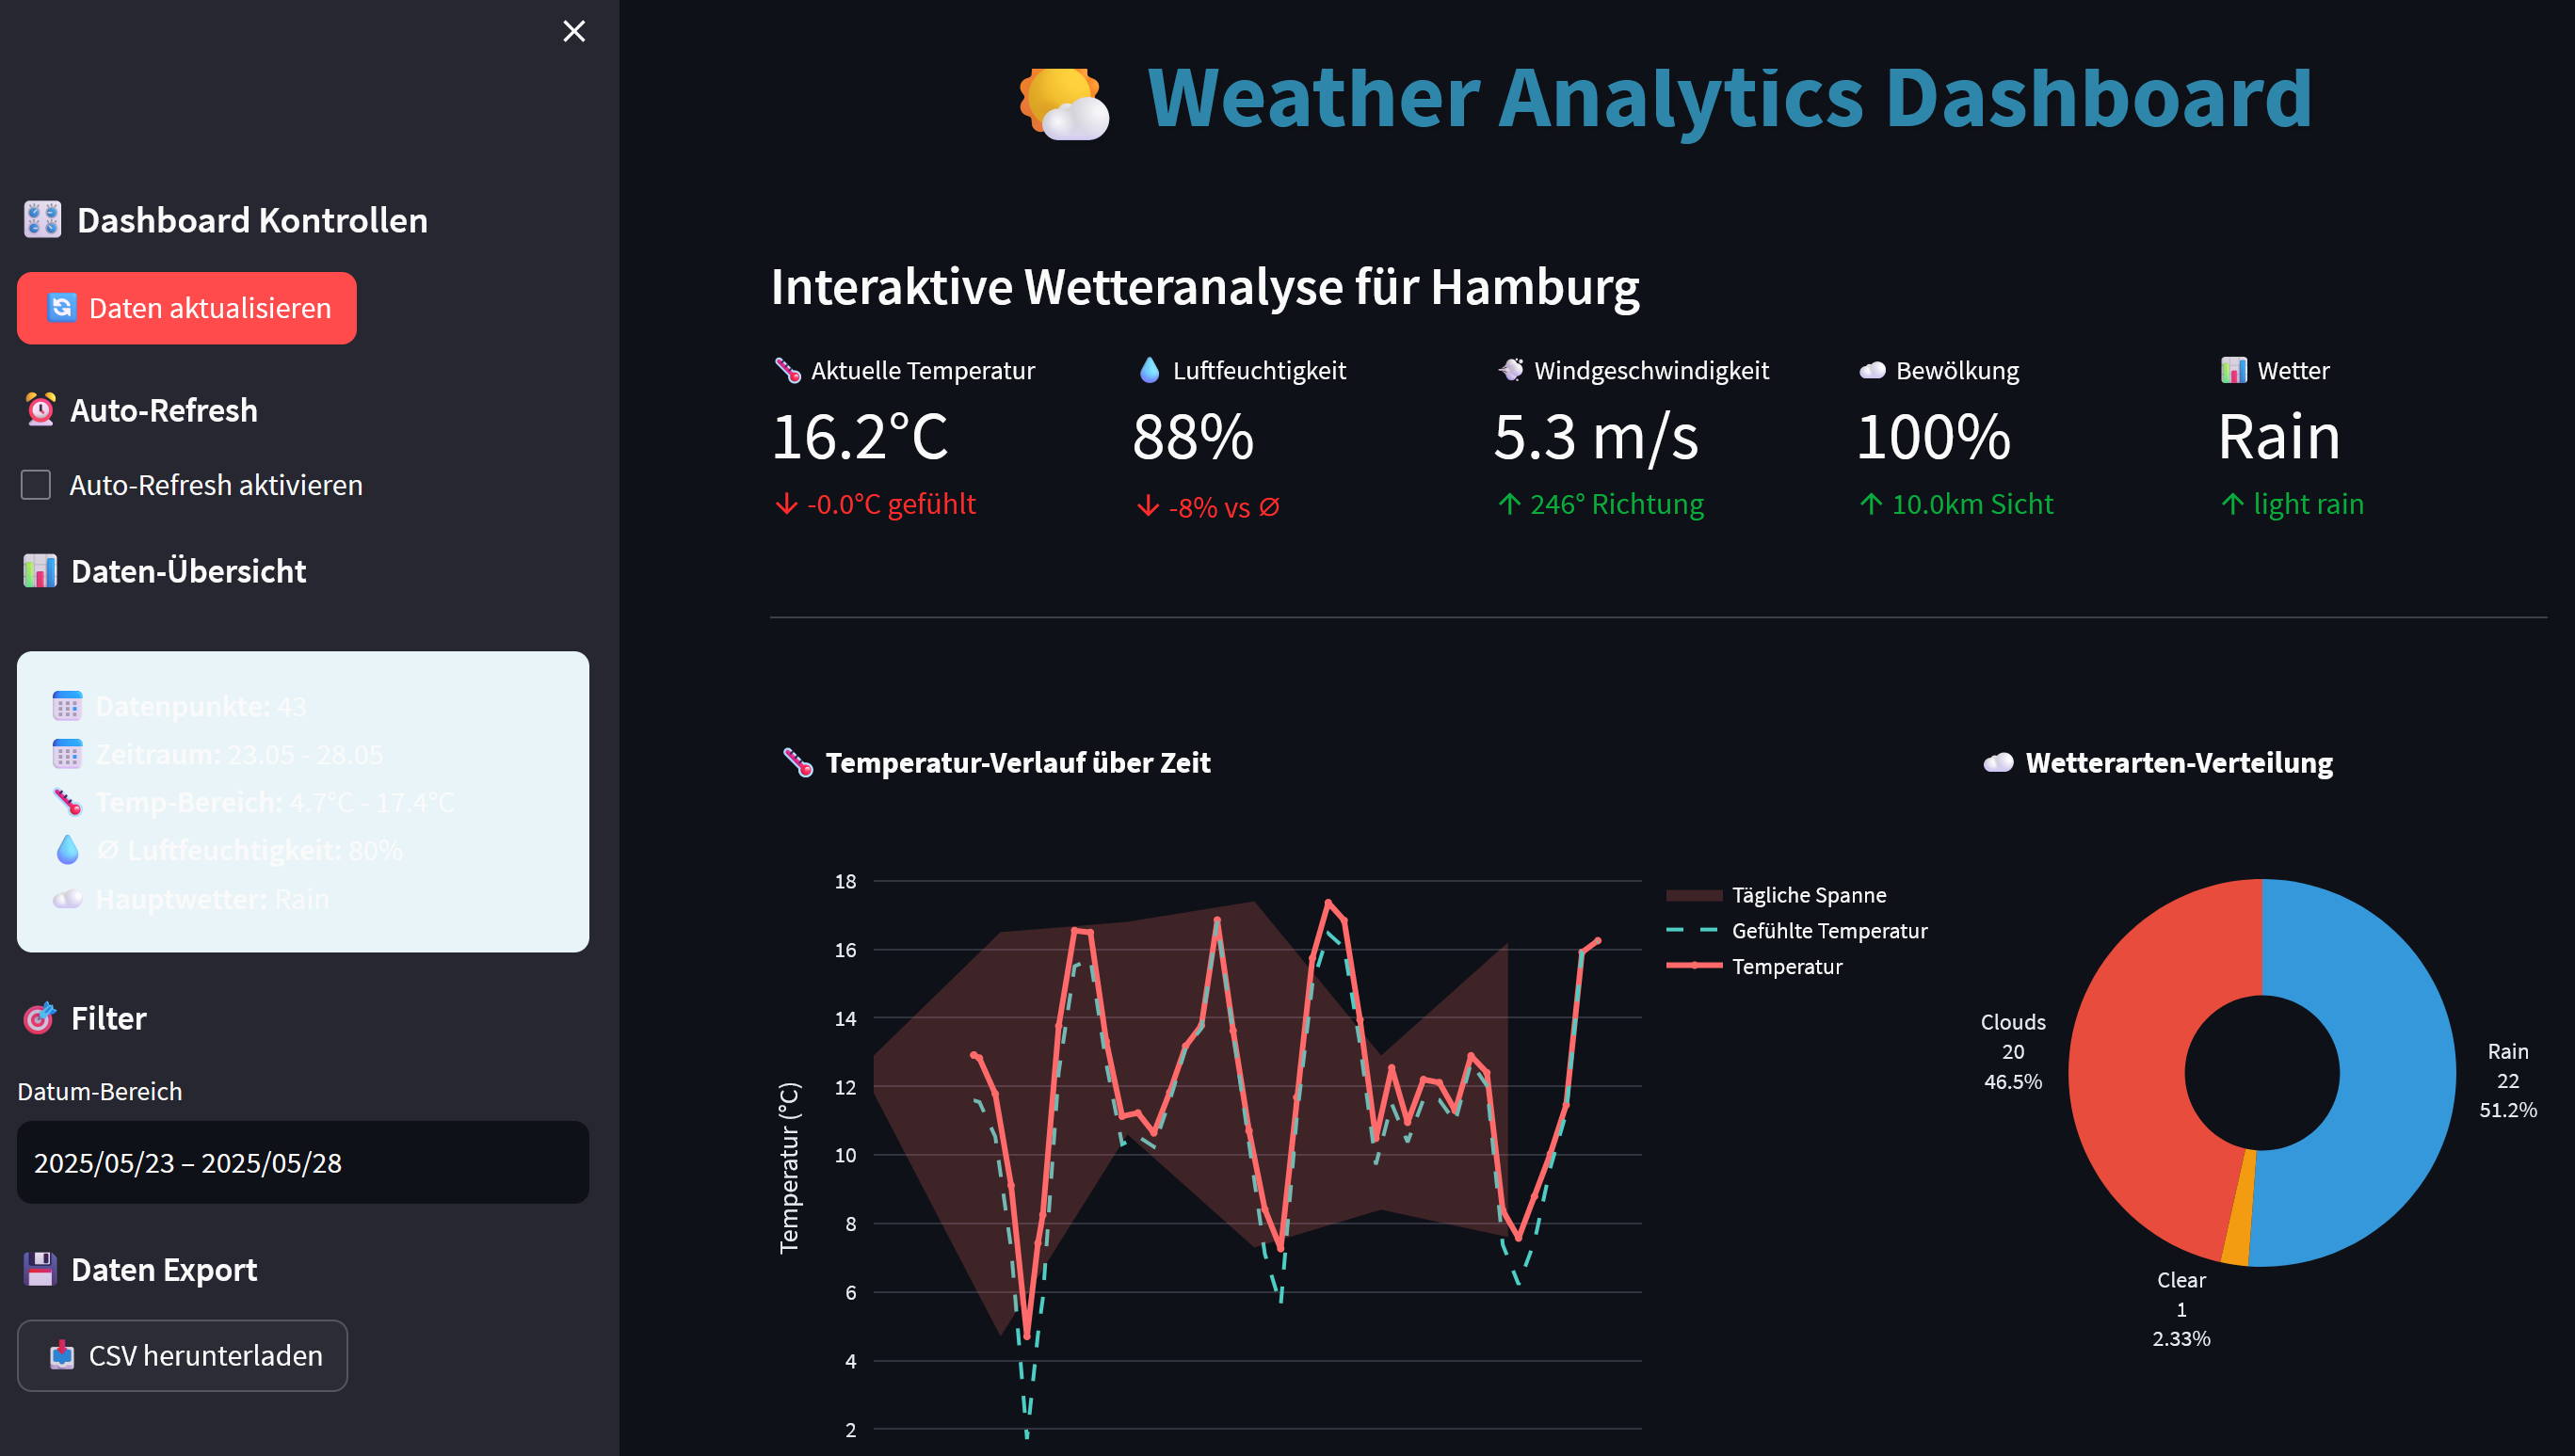 Weather Analytics Dashboard
Dashboard Kontrollen
Daten aktualisieren
Auto-Refresh
Auto-Refresh aktivieren
Daten-Übersicht
Datenpunkte: 43
Zeitraum: 23.05 - 28.05
Temp-Bereich: 4.7°C - 17.4°C
Ø Luftfeuchtigkeit: 80%
Hauptwetter: Rain
Filter
Datum-Bereich
2025/05/23 – 2025/05/28
Daten Export
CSV herunterladen
Interaktive Wetteranalyse für Hamburg
Aktuelle Temperatur
16.2°C
↓ -0.0°C gefühlt
Luftfeuchtigkeit
88%
↓ -8% vs Ø
Windgeschwindigkeit
5.3 m/s
↑ 246° Richtung
Bewölkung
100%
↑ 10.0km Sicht
Wetter
Rain
↑ light rain
Temperatur-Verlauf über Zeit
18
16
14
12
10
8
6
4
2
Temperatur (°C)
Tägliche Spanne
Gefühlte Temperatur
Temperatur
Wetterarten-Verteilung
Clouds
20
46.5%
Rain
22
51.2%
Clear
1
2.33%